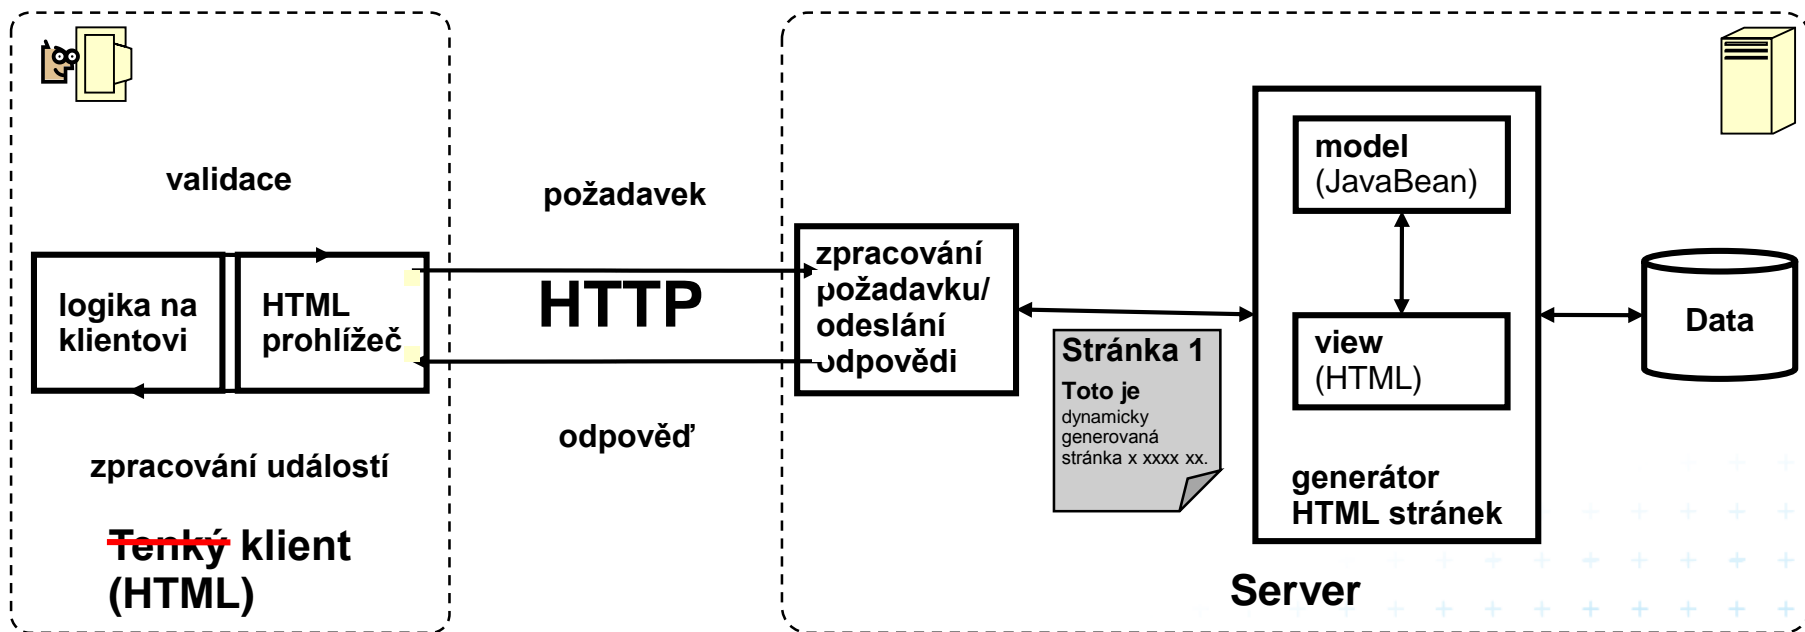 validace
logika na
klientovi
HTML
prohlížeč
zpracování událostí
Tenký klient
(HTML)
požadavek
HTTP
odpověď
zpracování
požadavku/
odeslání
odpovědi
Stránka 1
Toto je
dynamicky
generovaná
stránka x xxxx xx.
model
(JavaBean)
view
(HTML)
generátor
HTML stránek
Data
Server